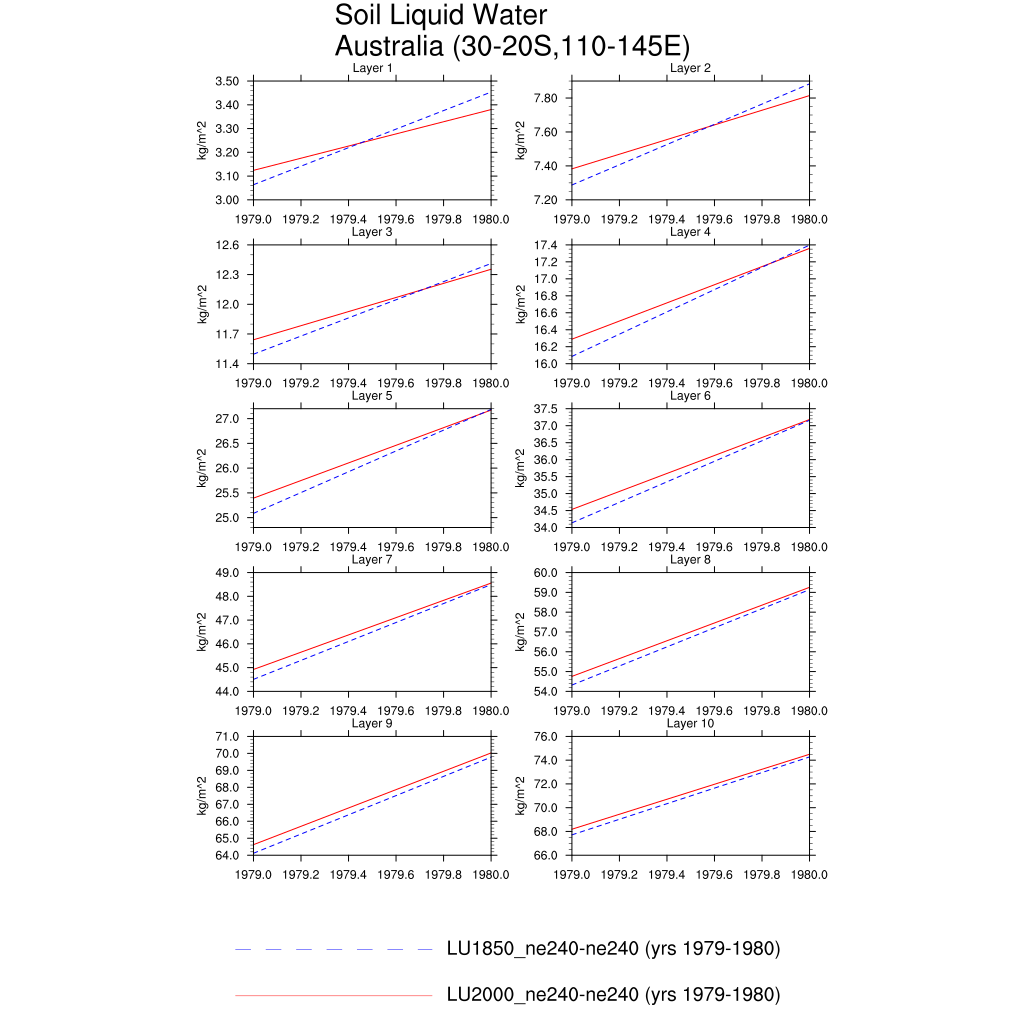 Soil Liquid Water
Australia (30-20S,110-145E)
Layer 1
3.50
3.40
3.30
3.20
3.10
3.00
kg/m^2
1979.0 1979.2 1979.4 1979.6 1979.8 1980.0
Layer 2
7.80
7.60
7.40
7.20
kg/m^2
1979.0 1979.2 1979.4 1979.6 1979.8 1980.0
Layer 3
12.6
12.3
12.0
11.7
11.4
kg/m^2
1979.0 1979.2 1979.4 1979.6 1979.8 1980.0
Layer 4
17.4
17.2
17.0
16.8
16.6
16.4
16.2
16.0
kg/m^2
1979.0 1979.2 1979.4 1979.6 1979.8 1980.0
Layer 5
27.0
26.5
26.0
25.5
25.0
kg/m^2
1979.0 1979.2 1979.4 1979.6 1979.8 1980.0
Layer 6
37.5
37.0
36.5
36.0
35.5
35.0
34.5
34.0
kg/m^2
1979.0 1979.2 1979.4 1979.6 1979.8 1980.0
Layer 7
49.0
48.0
47.0
46.0
45.0
44.0
kg/m^2
1979.0 1979.2 1979.4 1979.6 1979.8 1980.0
Layer 8
60.0
59.0
58.0
57.0
56.0
55.0
54.0
kg/m^2
1979.0 1979.2 1979.4 1979.6 1979.8 1980.0
Layer 9
71.0
70.0
69.0
68.0
67.0
66.0
65.0
64.0
kg/m^2
1979.0 1979.2 1979.4 1979.6 1979.8 1980.0
Layer 10
76.0
74.0
72.0
70.0
68.0
66.0
kg/m^2
1979.0 1979.2 1979.4 1979.6 1979.8 1980.0
LU1850_ne240-ne240 (yrs 1979-1980)
LU2000_ne240-ne240 (yrs 1979-1980)